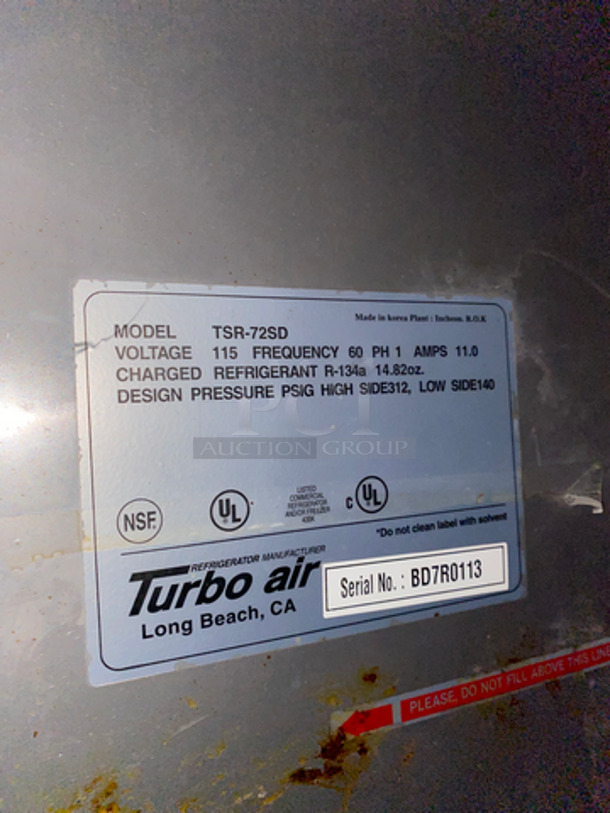 Made in korea Plant : Incheon. R.O.K
MODEL TSR-72SD
VOLTAGE 115 FREQUENCY 60 PH 1 AMPS 11.0
CHARGED REFRIGERANT R-134a 14.82oz.
DESIGN PRESSURE PSIG HIGH SIDE312, LOW SIDE140
PCI
AUCTION GROUP
NSF.
UL
LISTED
COMMERCIAL
REFRIGERATOR
AND/OR FREEZER
430K
C UL
*Do not clean label with solvent
REFRIGERATOR MANUFACTURER
Turbo air
Long Beach, CA
Serial No. : BD7R0113
PLEASE, DO NOT FILL ABOVE THIS LINE